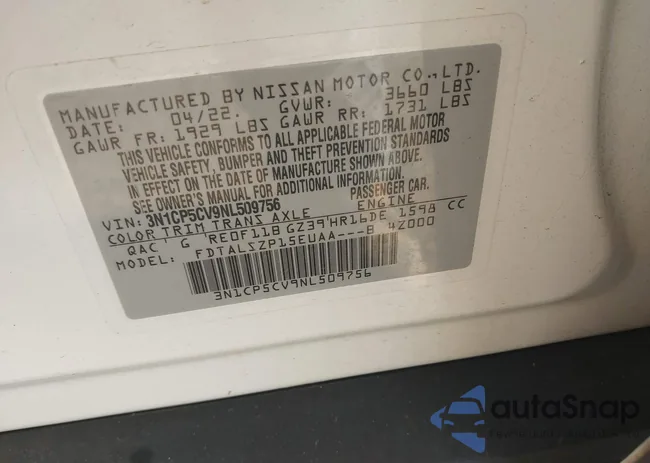 MANUFACTURED BY NISSAN MOTOR CO.,LTD.
DATE: 04/22. GVWR: 3660 LBS
GAWR FR: 1929 LBS GAWR RR: 1731 LBS
THIS VEHICLE CONFORMS TO ALL APPLICABLE FEDERAL MOTOR
VEHICLE SAFETY, BUMPER AND THEFT PREVENTION STANDARDS
IN EFFECT ON THE DATE OF MANUFACTURE SHOWN ABOVE.
SEE OWNER'S MANUAL FOR ADDITIONAL INFORMATION.
VIN: 3N1CP5CV9NL509756 PASSENGER CAR.
COLOR TRIM TRANS AXLE ENGINE
QAC G RE0F11B GZ39 HR16DE 1598 CC
MODEL: FDTALSZP15EUAA---B 4Z000
3N1CP5CV9NL509756
autoSnap